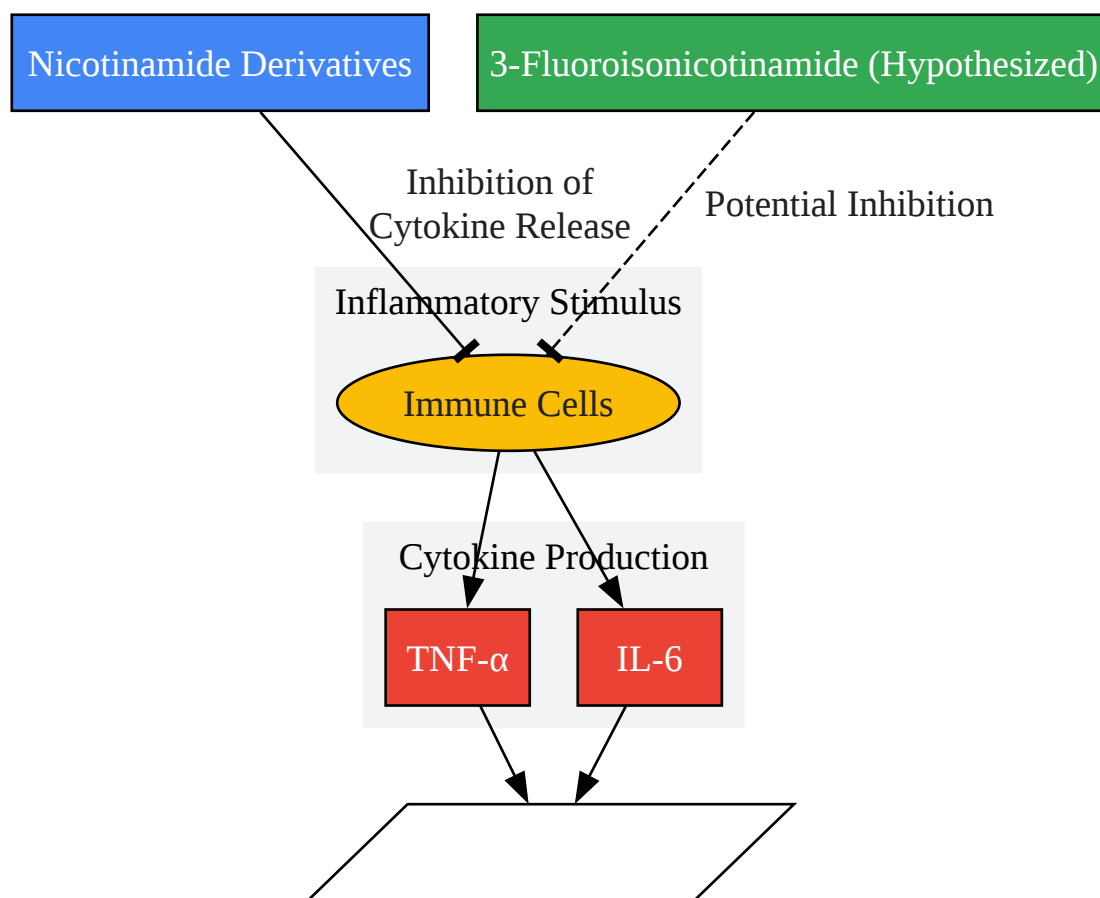 Nicotinamide Derivatives
3-Fluoroisonicotinamide (Hypothesized)
Inhibition of
Cytokine Release
Potential Inhibition
Inflammatory Stimulus
Immune Cells
Cytokine Production
TNF-α
IL-6